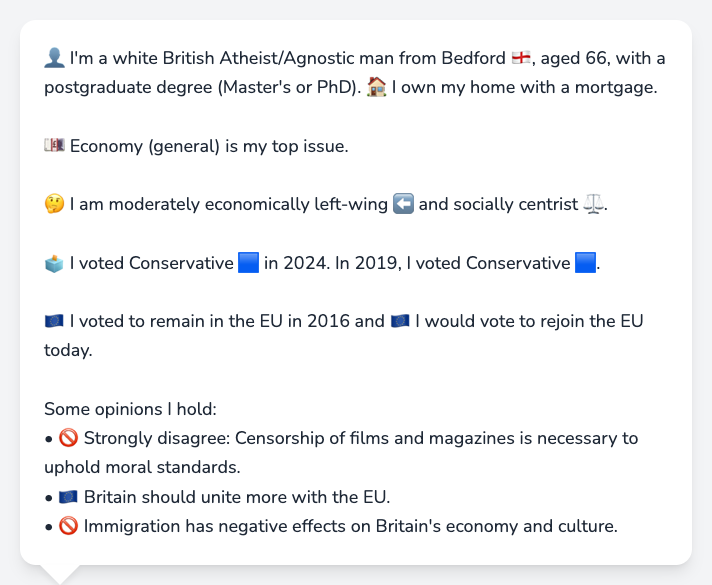 👤 I'm a white British Atheist/Agnostic man from Bedford 🏴󠁧󠁢󠁥󠁮󠁧󠁿, aged 66, with a
postgraduate degree (Master's or PhD). 🏠 I own my home with a mortgage.
💷 Economy (general) is my top issue.
🤔 I am moderately economically left-wing ⬅️ and socially centrist ⚖️.
🗳️ I voted Conservative 🟦 in 2024. In 2019, I voted Conservative 🟦.
🇪🇺 I voted to remain in the EU in 2016 and 🇪🇺 I would vote to rejoin the EU
today.
Some opinions I hold:
• 🚫 Strongly disagree: Censorship of films and magazines is necessary to
uphold moral standards.
• 🇪🇺 Britain should unite more with the EU.
• 🚫 Immigration has negative effects on Britain's economy and culture.